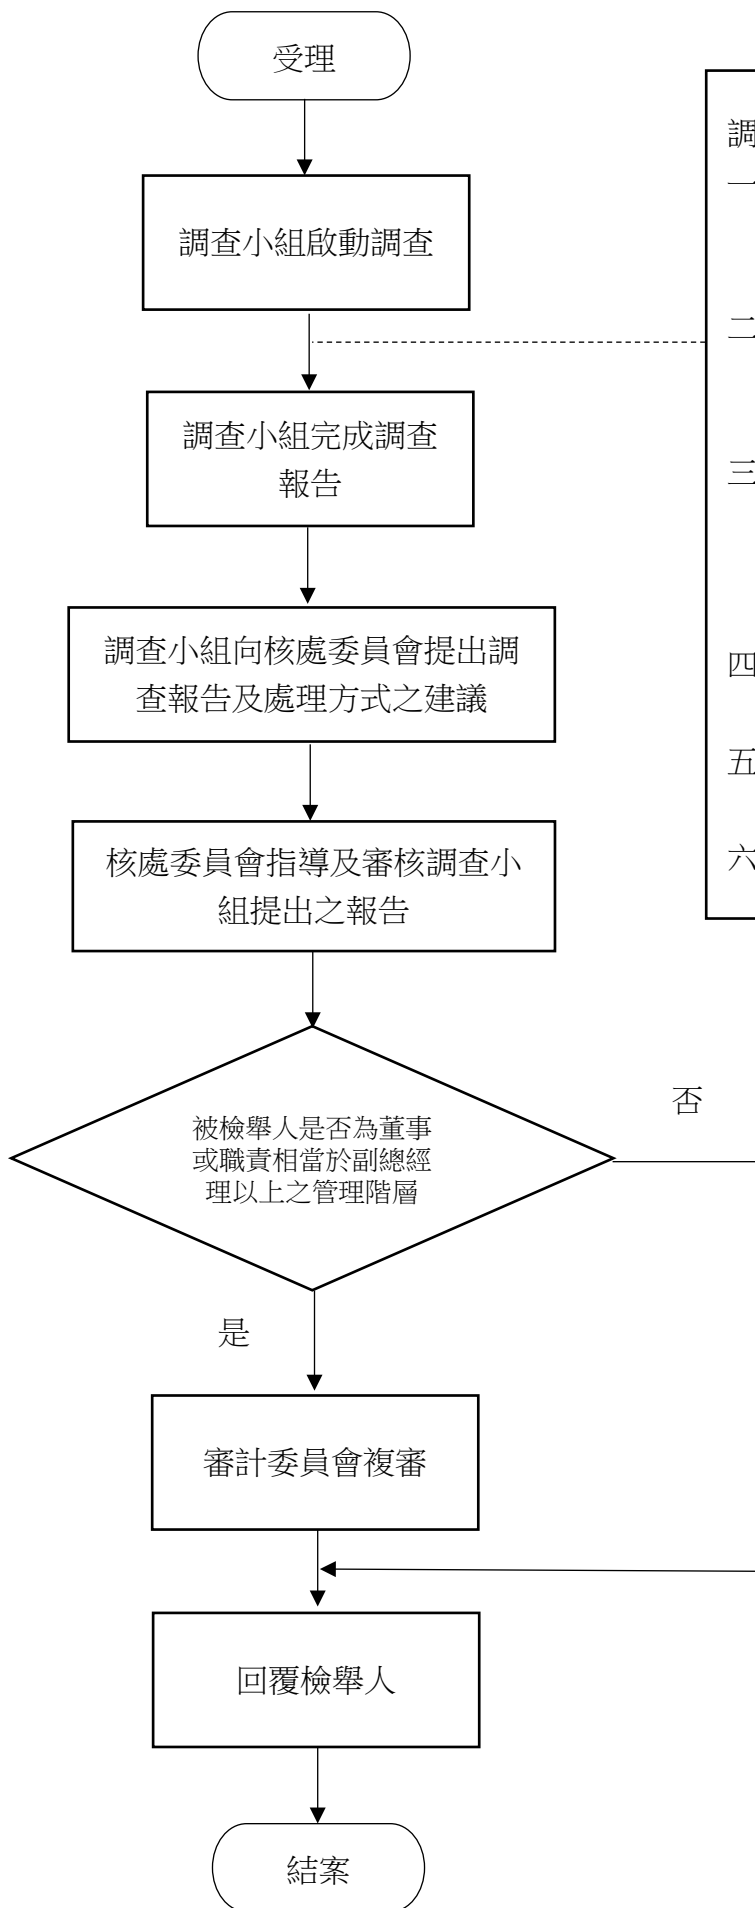 受理
調查小組啟動調查
調查小組完成調查
報告
調查小組向核處委員會提出調
查報告及處理方式之建議
核處委員會指導及審核調查小
組提出之報告
被檢舉人是否為董事
或職責相當於副總經
理以上之管理階層
否
是
審計委員會複審
回覆檢舉人
結案
調
一
二
三
四
五
六